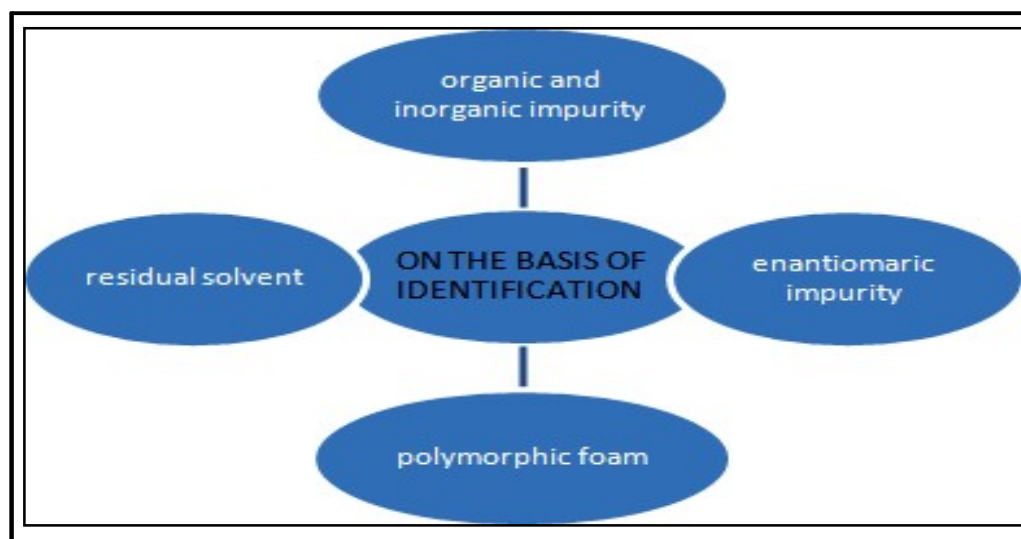 organic and
inorganic impurity
residual solvent
ON THE BASIS OF
IDENTIFICATION
enantiomaric
impurity
polymorphic foam